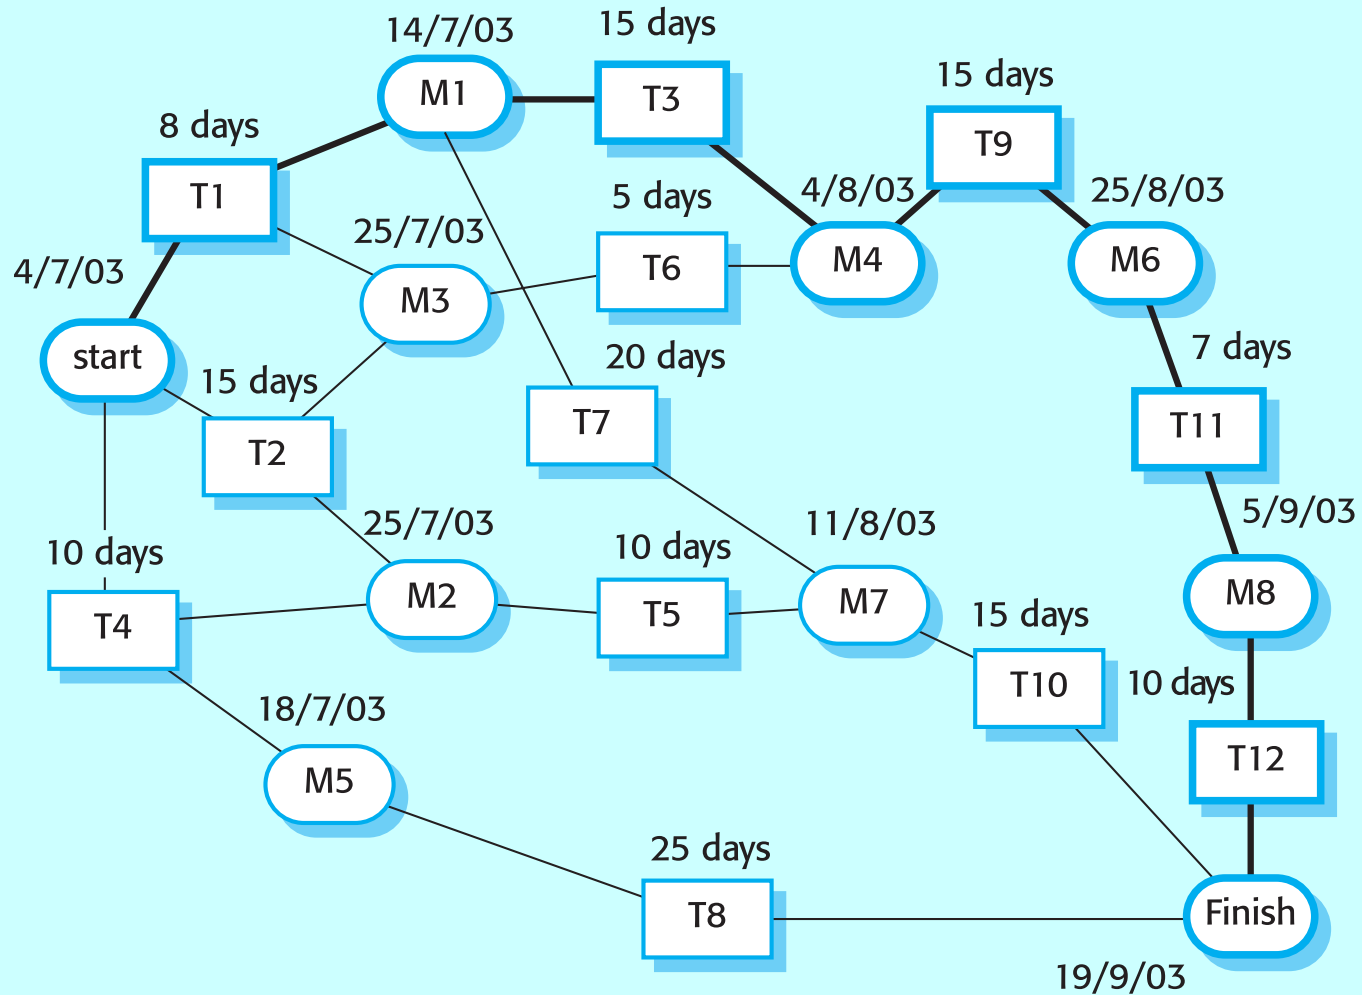 14/7/03
15 days
M1
T3
15 days
8 days
T9
T1
5 days
4/8/03
25/8/03
25/7/03
4/7/03
T6
M4
M6
M3
start
20 days
7 days
15 days
T7
T11
T2
25/7/03
11/8/03
5/9/03
10 days
10 days
M2
T5
M7
M8
T4
15 days
18/7/03
T10
10 days
M5
T12
25 days
T8
Finish
19/9/03